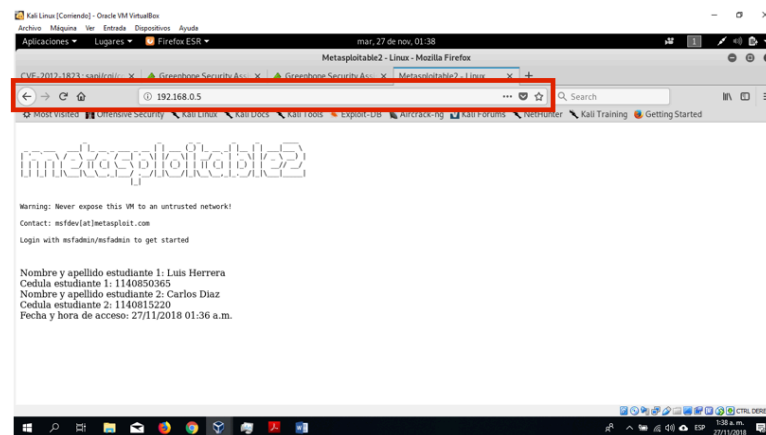 Kali Linux [Corriendo] - Oracle VM VirtualBox
Archivo Máquina Ver Entrada Dispositivos Ayuda
Aplicaciones Lugares Firefox ESR mar, 27 de nov, 01:38 1
Metasploitable2 - Linux - Mozilla Firefox
CVE-2012-1823: sapi/cgi/c Greenbone Security Ass Greenbone Security Ass Metasploitable2 - Linux
192.168.0.5 Search
Most Visited Offensive Security Kali Linux Kali Docs Kali Tools Exploit-DB Aircrack-ng Kali Forums NetHunter Kali Training Getting Started
metasploitable2
Warning: Never expose this VM to an untrusted network!
Contact: msfdev[at]metasploit.com
Login with msfadmin/msfadmin to get started
Nombre y apellido estudiante 1: Luis Herrera
Cedula estudiante 1: 1140850365
Nombre y apellido estudiante 2: Carlos Diaz
Cedula estudiante 2: 1140815220
Fecha y hora de acceso: 27/11/2018 01:36 a.m.
CTRL DERE
ESP 1:38 a. m.
27/11/2018